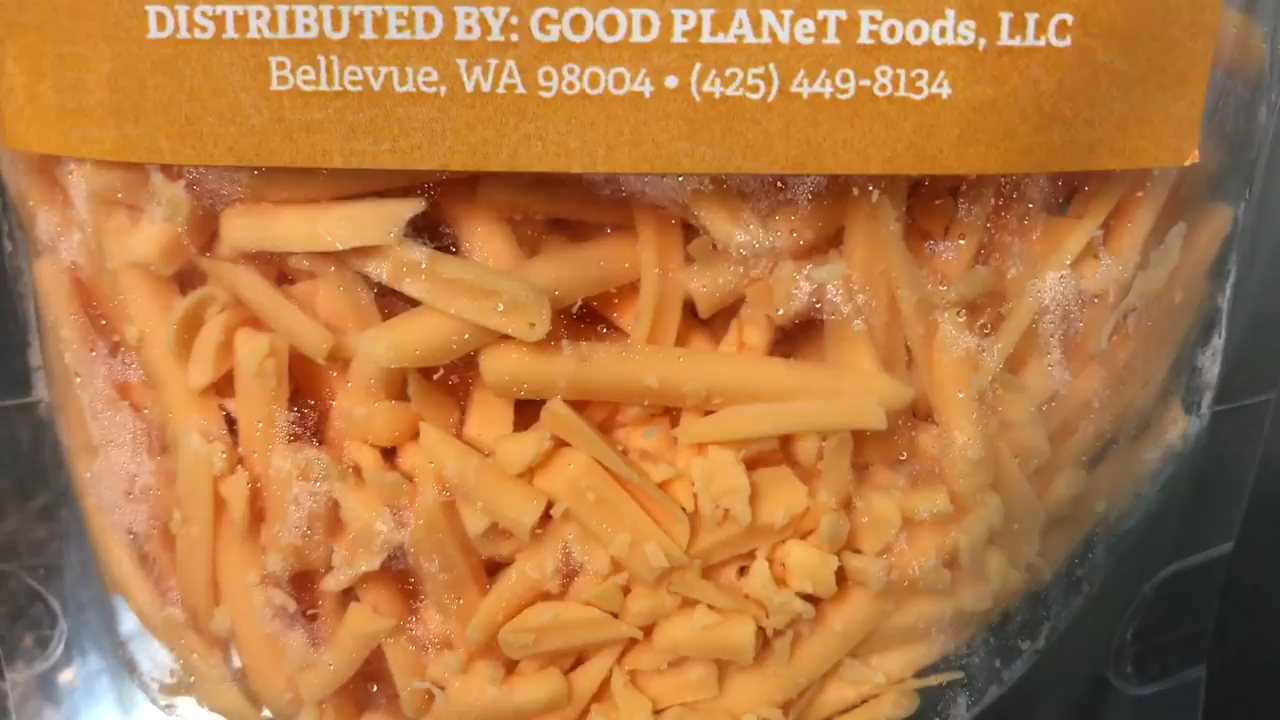 DISTRIBUTED BY: GOOD PLANeT Foods, LLC
Bellevue, WA 98004 • (425) 449-8134